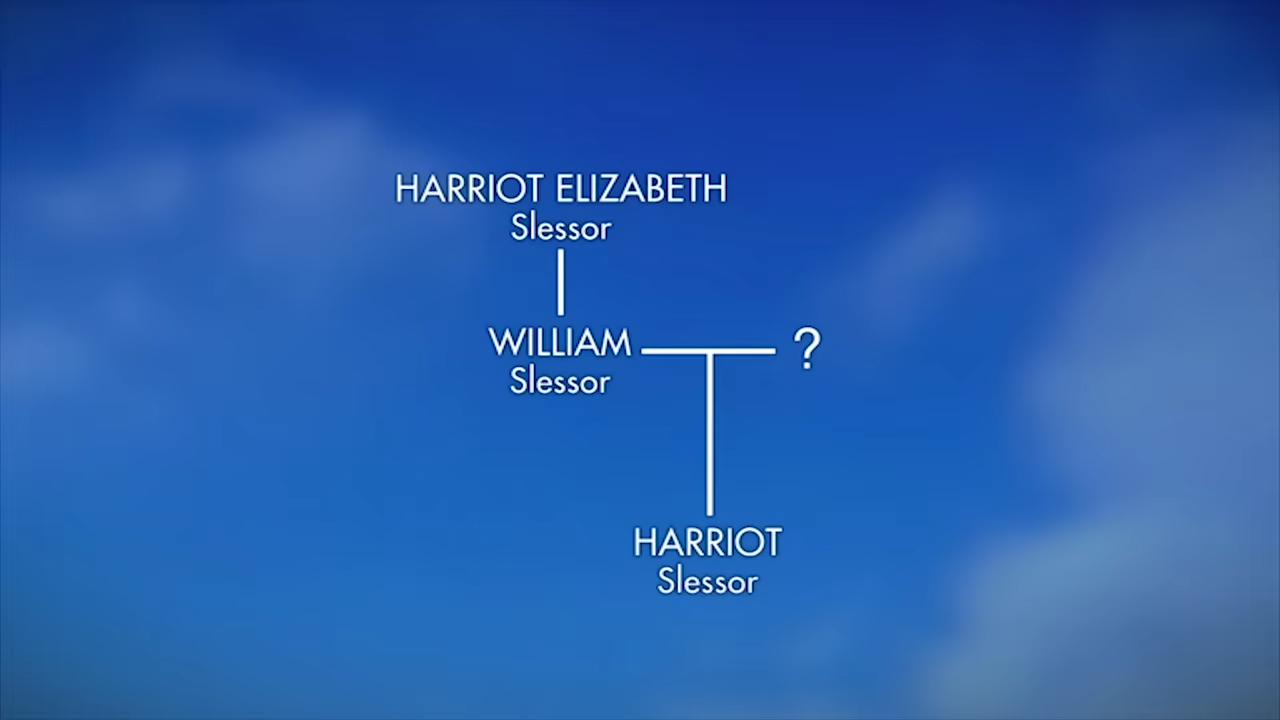 HARRIOT ELIZABETH
Slessor
WILLIAM
?
Slessor
HARRIOT
Slessor